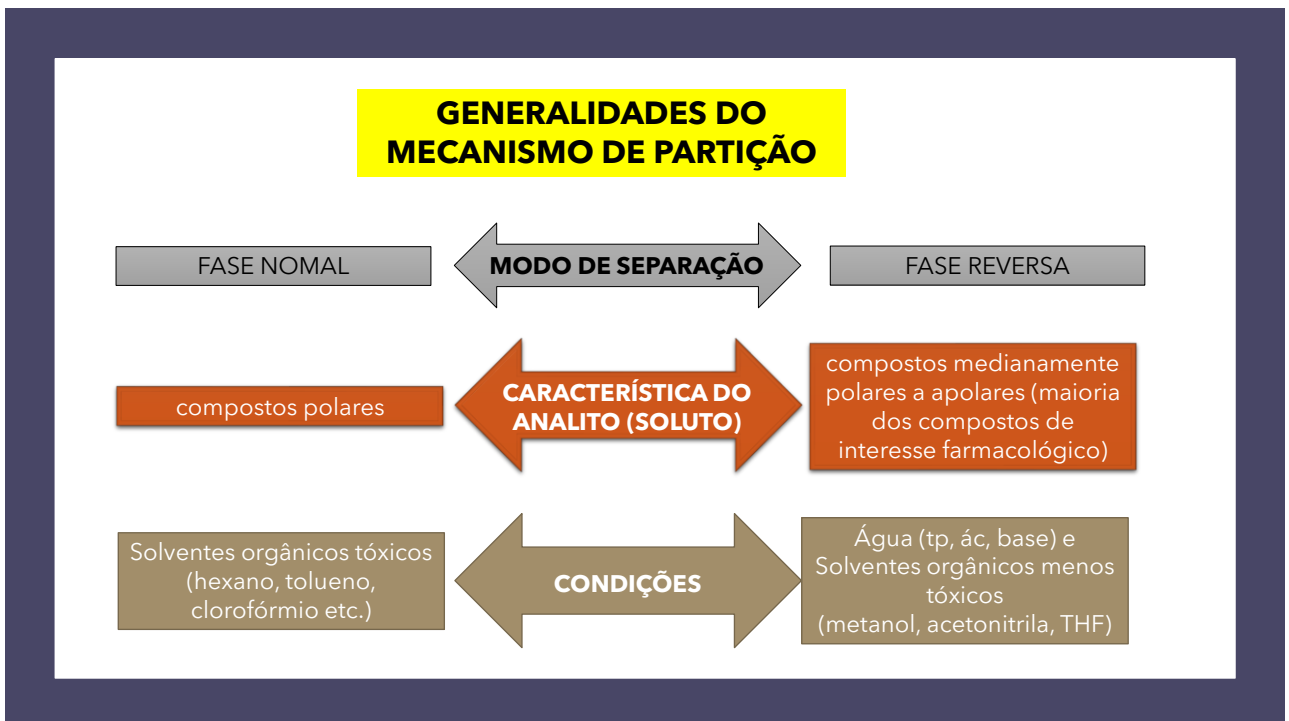 GENERALIDADES DO
MECANISMO DE PARTIÇÃO
FASE NOMAL
MODO DE SEPARAÇÃO
FASE REVERSA
compostos polares
CARACTERÍSTICA DO
ANALITO (SOLUTO)
compostos medianamente
polares a apolares (maioria
dos compostos de
interesse farmacológico)
Solventes orgânicos tóxicos
(hexano, tolueno,
clorofórmio etc.)
CONDIÇÕES
Água (tp, ác, base) e
Solventes orgânicos menos
tóxicos
(metanol, acetonitrila, THF)